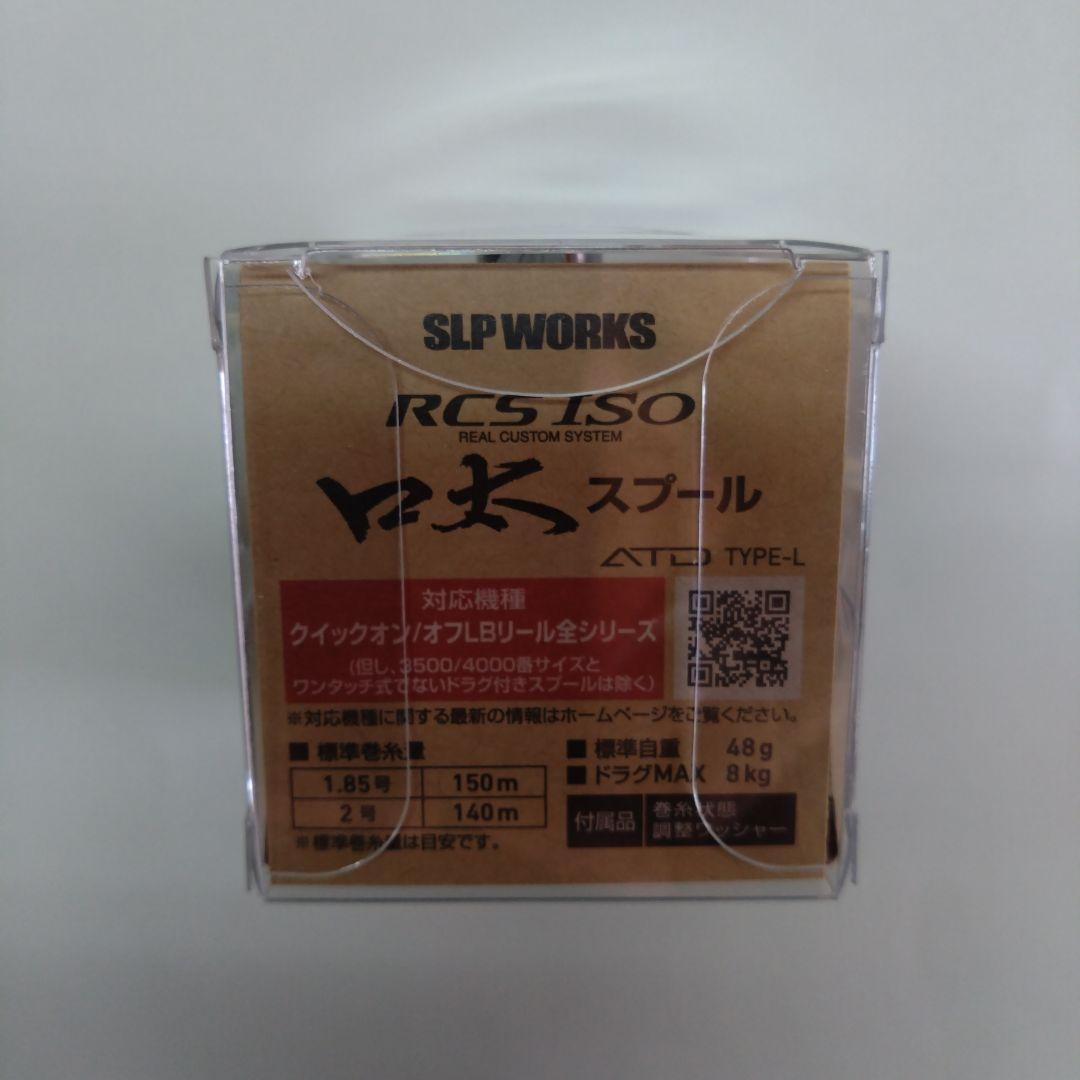 SLP WORKS
RCS ISO
REAL CUSTOM SYSTEM
口太 スプール
ATD TYPE-L
対応機種
クイックオン/オフLBリール全シリーズ
(但し、3500/4000番サイズと
ワンタッチ式でないドラグ付きスプールは除く)
※対応機種に関する最新の情報はホームページをご覧ください。
■ 標準巻糸量
1.85号 150m
2号 140m
※標準巻糸量は目安です。
■ 標準自重 48g
■ ドラグMAX 8kg
付属品
巻糸状態
調整ワッシャー